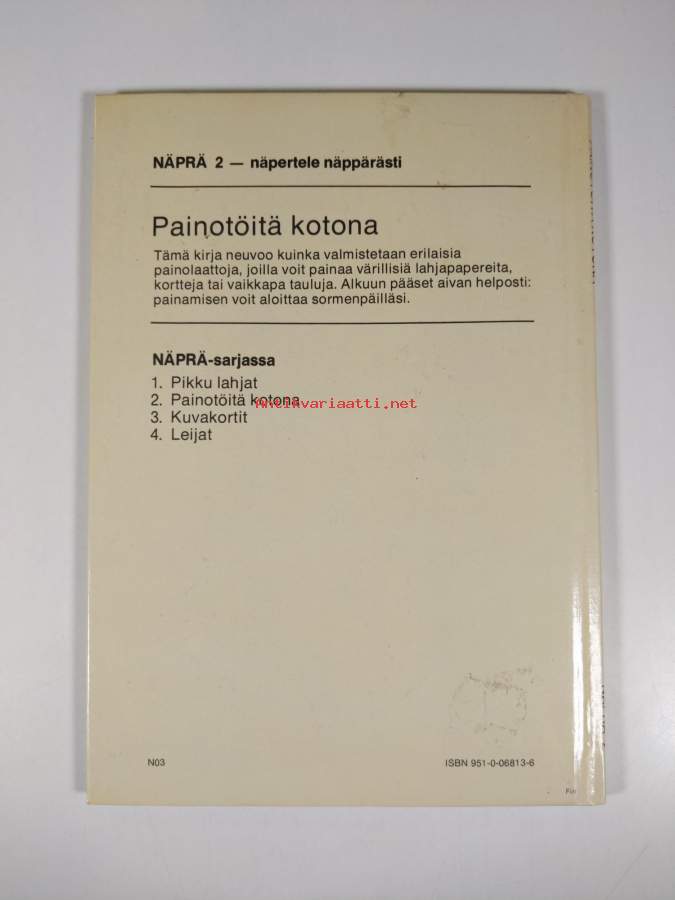 NÄPRÄ 2 — näpertele näppärästi
Painotöitä kotona
Tämä kirja neuvoo kuinka valmistetaan erilaisia
painolaattoja, joilla voit painaa värillisiä lahjapapereita,
kortteja tai vaikkapa tauluja. Alkuun pääset aivan helposti:
painamisen voit aloittaa sormenpäilläsi.
NÄPRÄ-sarjassa
1. Pikku lahjat
2. Painotöitä kotona
Antikvariaatti.net
3. Kuvakortit
4. Leijat
N03
ISBN 951-0-06813-6